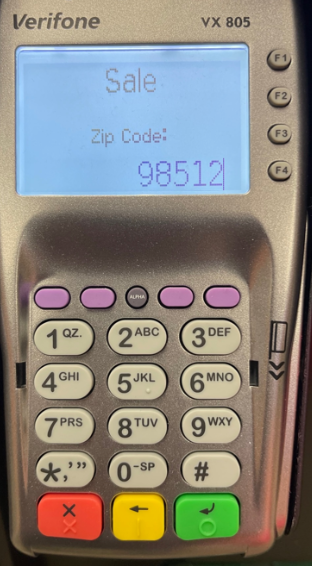 Verifone VX 805
F1
Sale
F2
Zip Code:
F3
98512
F4
ALPHA
1 QZ. 2 ABC 3 DEF
4 GHI 5 JKL 6 MNO
7 PRS 8 TUV 9 WXY
*,'" 0-SP #